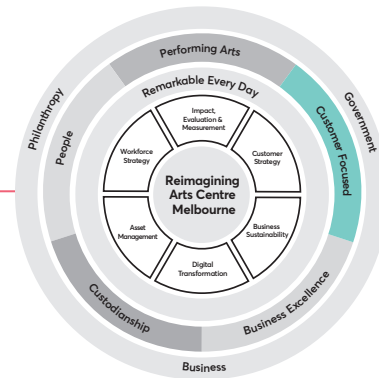 Philanthropy
Government
Business
Performing Arts
Customer Focused
Business Excellence
Custodianship
People
Remarkable Every Day
Impact,
Evaluation &
Measurement
Customer
Strategy
Business
Sustainability
Digital
Transformation
Asset
Management
Workforce
Strategy
Reimagining
Arts Centre
Melbourne